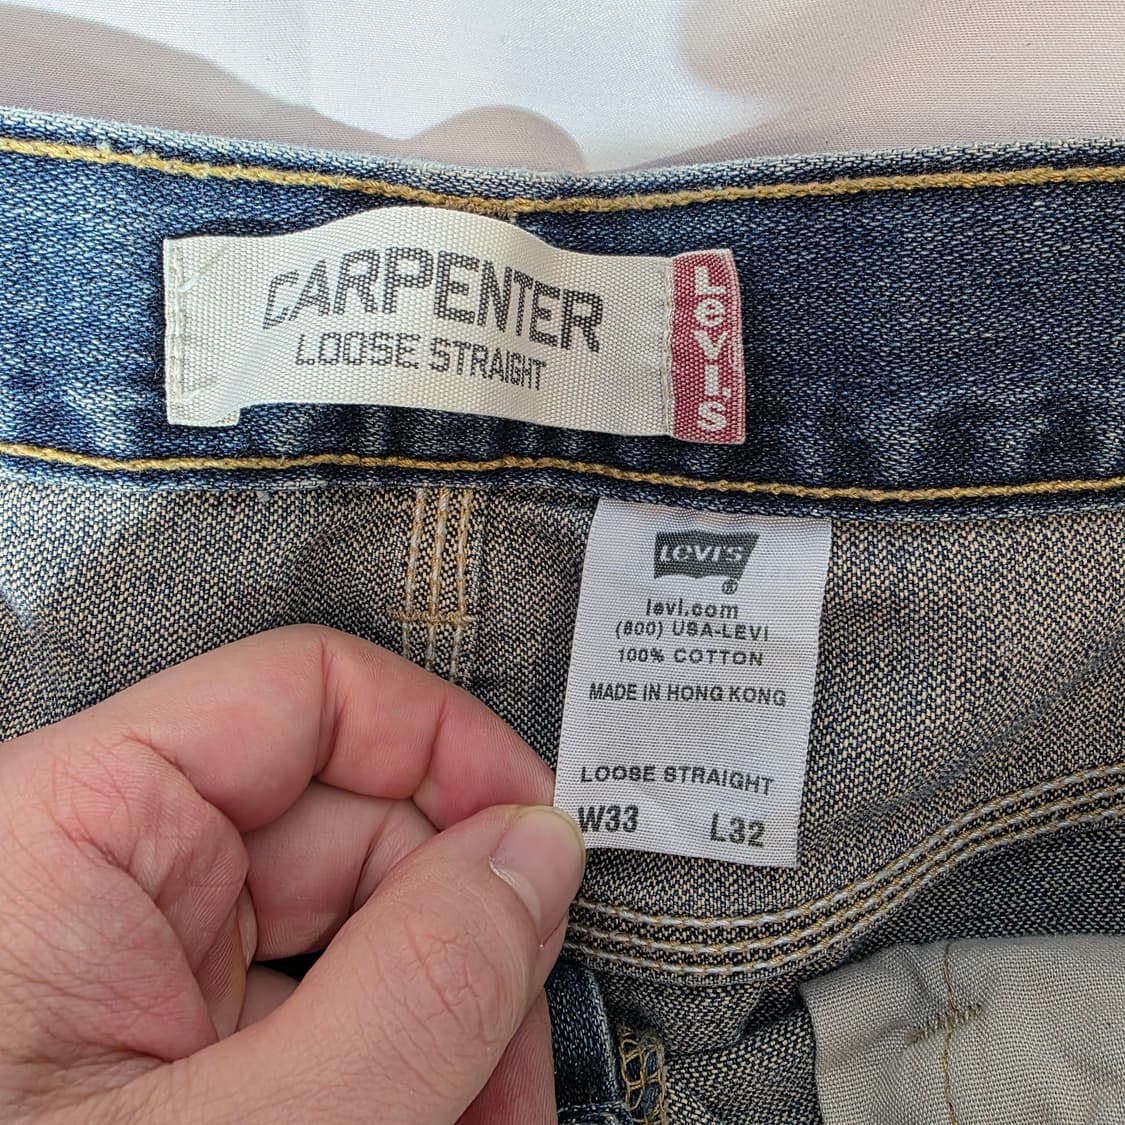 CARPENTER
LOOSE STRAIGHT
LEVI'S
LEVI'S
®
levi.com
(800) USA-LEVI
100% COTTON
MADE IN HONG KONG
LOOSE STRAIGHT
W33 L32